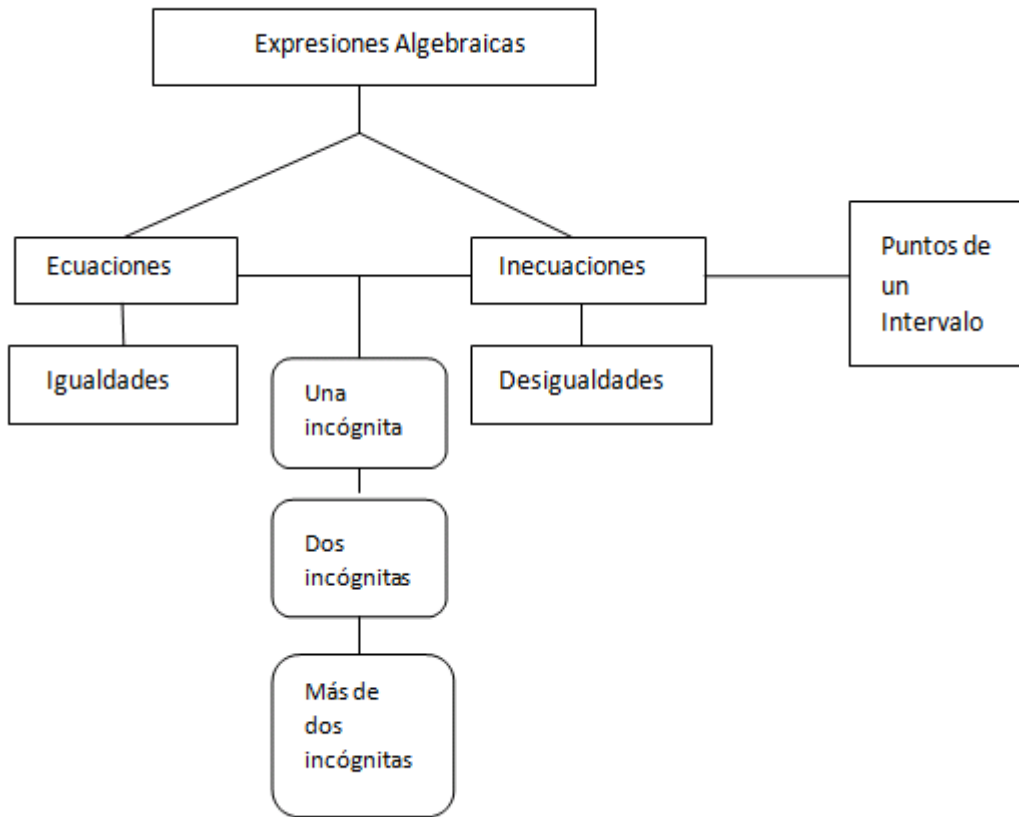 Expresiones Algebraicas
Ecuaciones
Inecuaciones
Puntos de
un
Intervalo
Igualdades
Desigualdades
Una
incógnita
Dos
incógnitas
Más de
dos
incógnitas